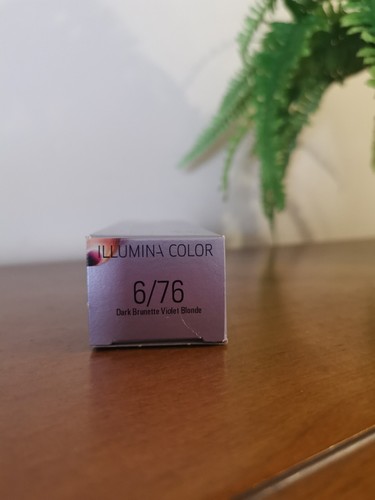 ILLUMINA COLOR
6/76
Dark Brunette Violet Blonde